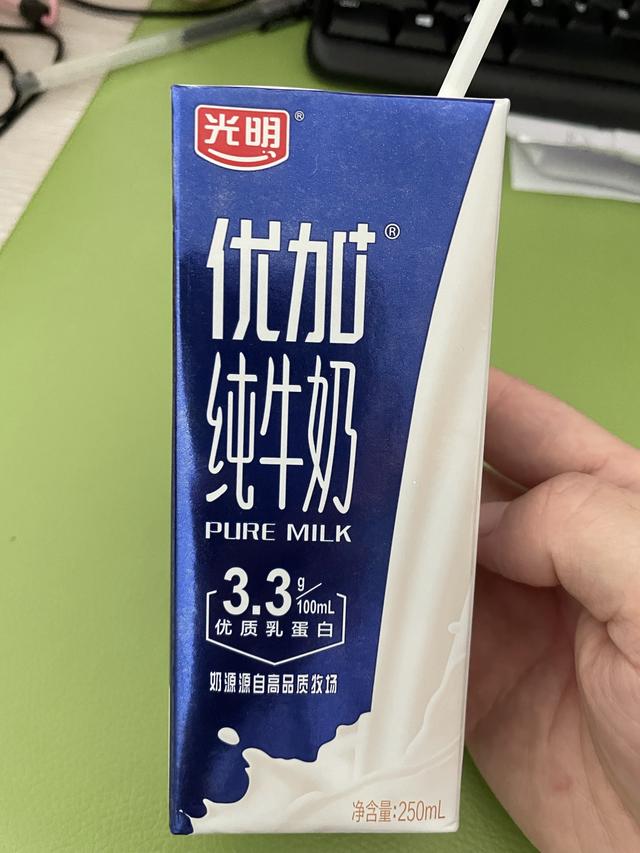 光明®
优加+®
纯牛奶
PURE MILK
3.3g/100mL
优质乳蛋白
奶源源自高品质牧场
净含量:250mL